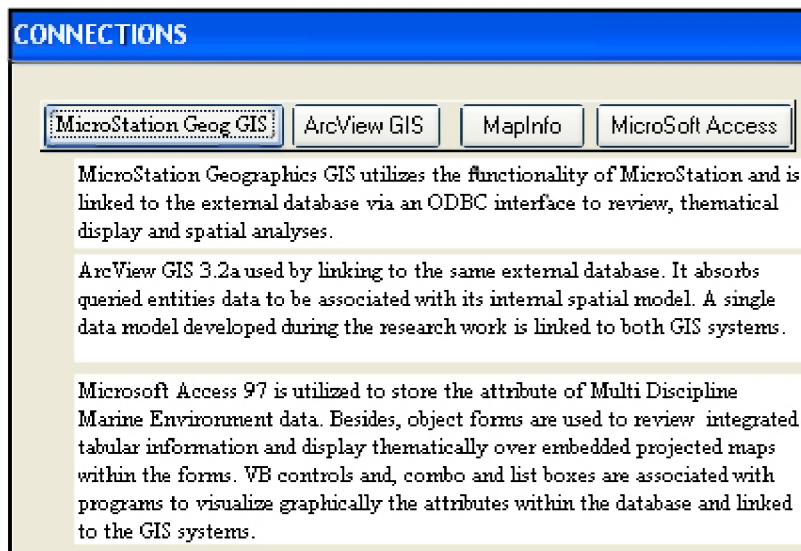 CONNECTIONS
MicroStation Geog GIS ArcView GIS MapInfo MicroSoft Access
MicroStation Geographics GIS utilizes the functionality of MicroStation and is
linked to the external database via an ODBC interface to review, thematical
display and spatial analyses.
ArcView GIS 3.2a used by linking to the same external database. It absorbs
queried entities data to be associated with its internal spatial model. A single
data model developed during the research work is linked to both GIS systems.
Microsoft Access 97 is utilized to store the attribute of Multi Discipline
Marine Environment data. Besides, object forms are used to review integrated
tabular information and display thematically over embedded projected maps
within the forms. VB controls and, combo and list boxes are associated with
programs to visualize graphically the attributes within the database and linked
to the GIS systems.